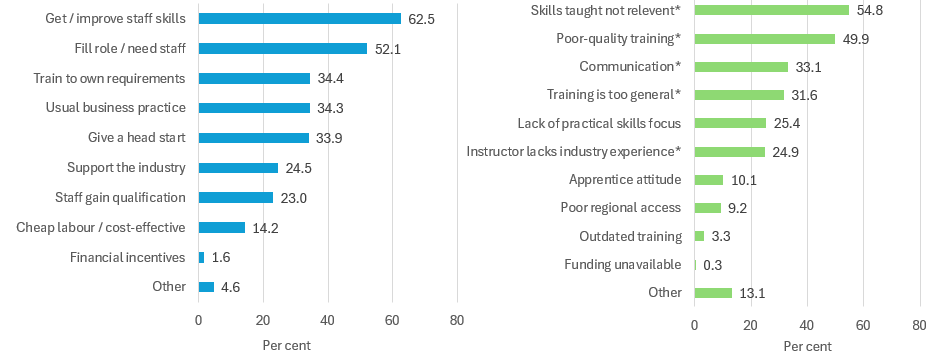 Get / improve staff skills 62.5
Fill role / need staff 52.1
Train to own requirements 34.4
Usual business practice 34.3
Give a head start 33.9
Support the industry 24.5
Staff gain qualification 23.0
Cheap labour / cost-effective 14.2
Financial incentives 1.6
Other 4.6
0 20 40 60 80
Per cent
Skills taught not relevent* 54.8
Poor-quality training* 49.9
Communication* 33.1
Training is too general* 31.6
Lack of practical skills focus 25.4
Instructor lacks industry experience* 24.9
Apprentice attitude 10.1
Poor regional access 9.2
Outdated training 3.3
Funding unavailable 0.3
Other 13.1
0 20 40 60 80
Per cent